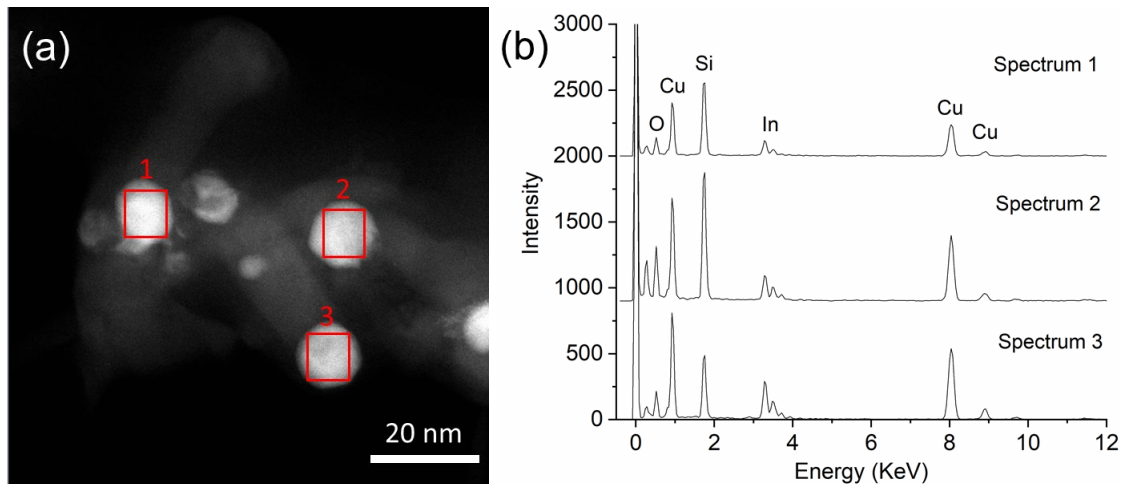 (a)
1
2
3
20 nm
(b)
3000
2500
2000
1500
1000
500
0
Intensity
Spectrum 1
Spectrum 2
Spectrum 3
O
Cu
Si
In
Cu
Cu
0 2 4 6 8 10 12
Energy (KeV)